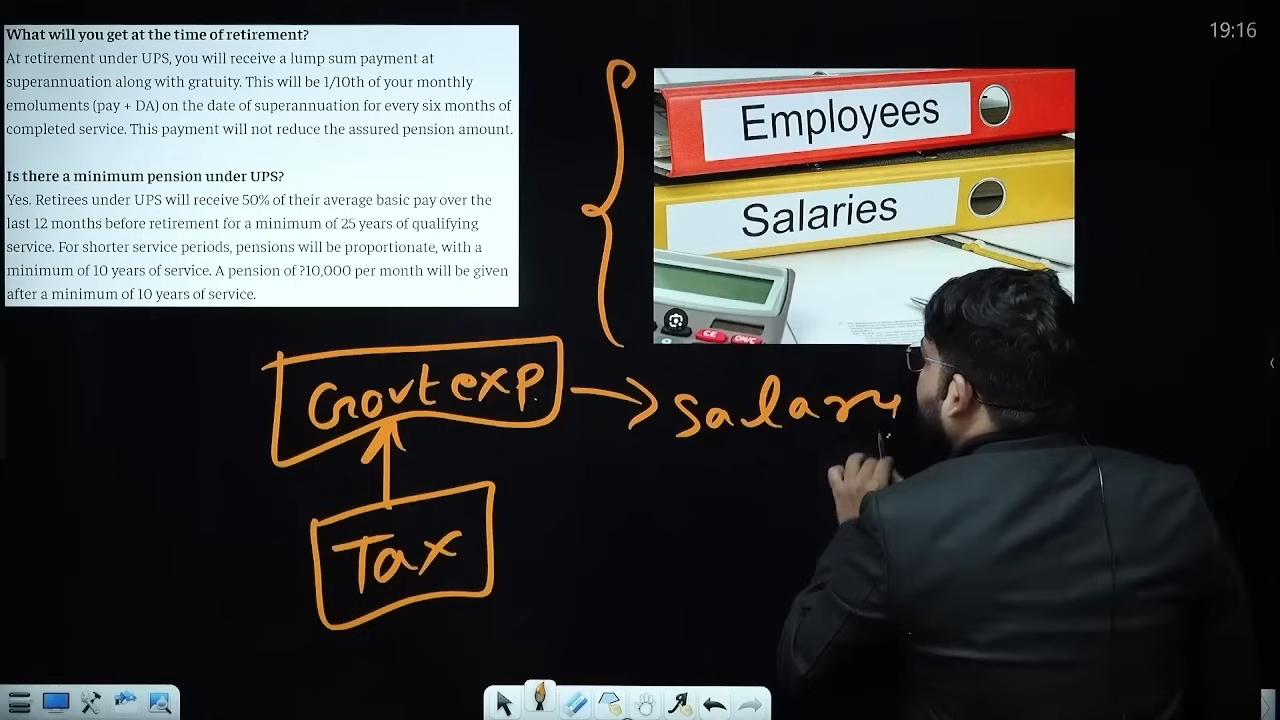 What will you get at the time of retirement?
At retirement under UPS, you will receive a lump sum payment at
superannuation along with gratuity. This will be 1/10th of your monthly
emoluments (pay + DA) on the date of superannuation for every six months of
completed service. This payment will not reduce the assured pension amount.
Is there a minimum pension under UPS?
Yes. Retirees under UPS will receive 50% of their average basic pay over the
last 12 months before retirement for a minimum of 25 years of qualifying
service. For shorter service periods, pensions will be proportionate, with a
minimum of 10 years of service. A pension of ?10,000 per month will be given
after a minimum of 10 years of service.
19:16
Employees
Salaries
CE
ON/C
Govt exp.
Salary
Tax